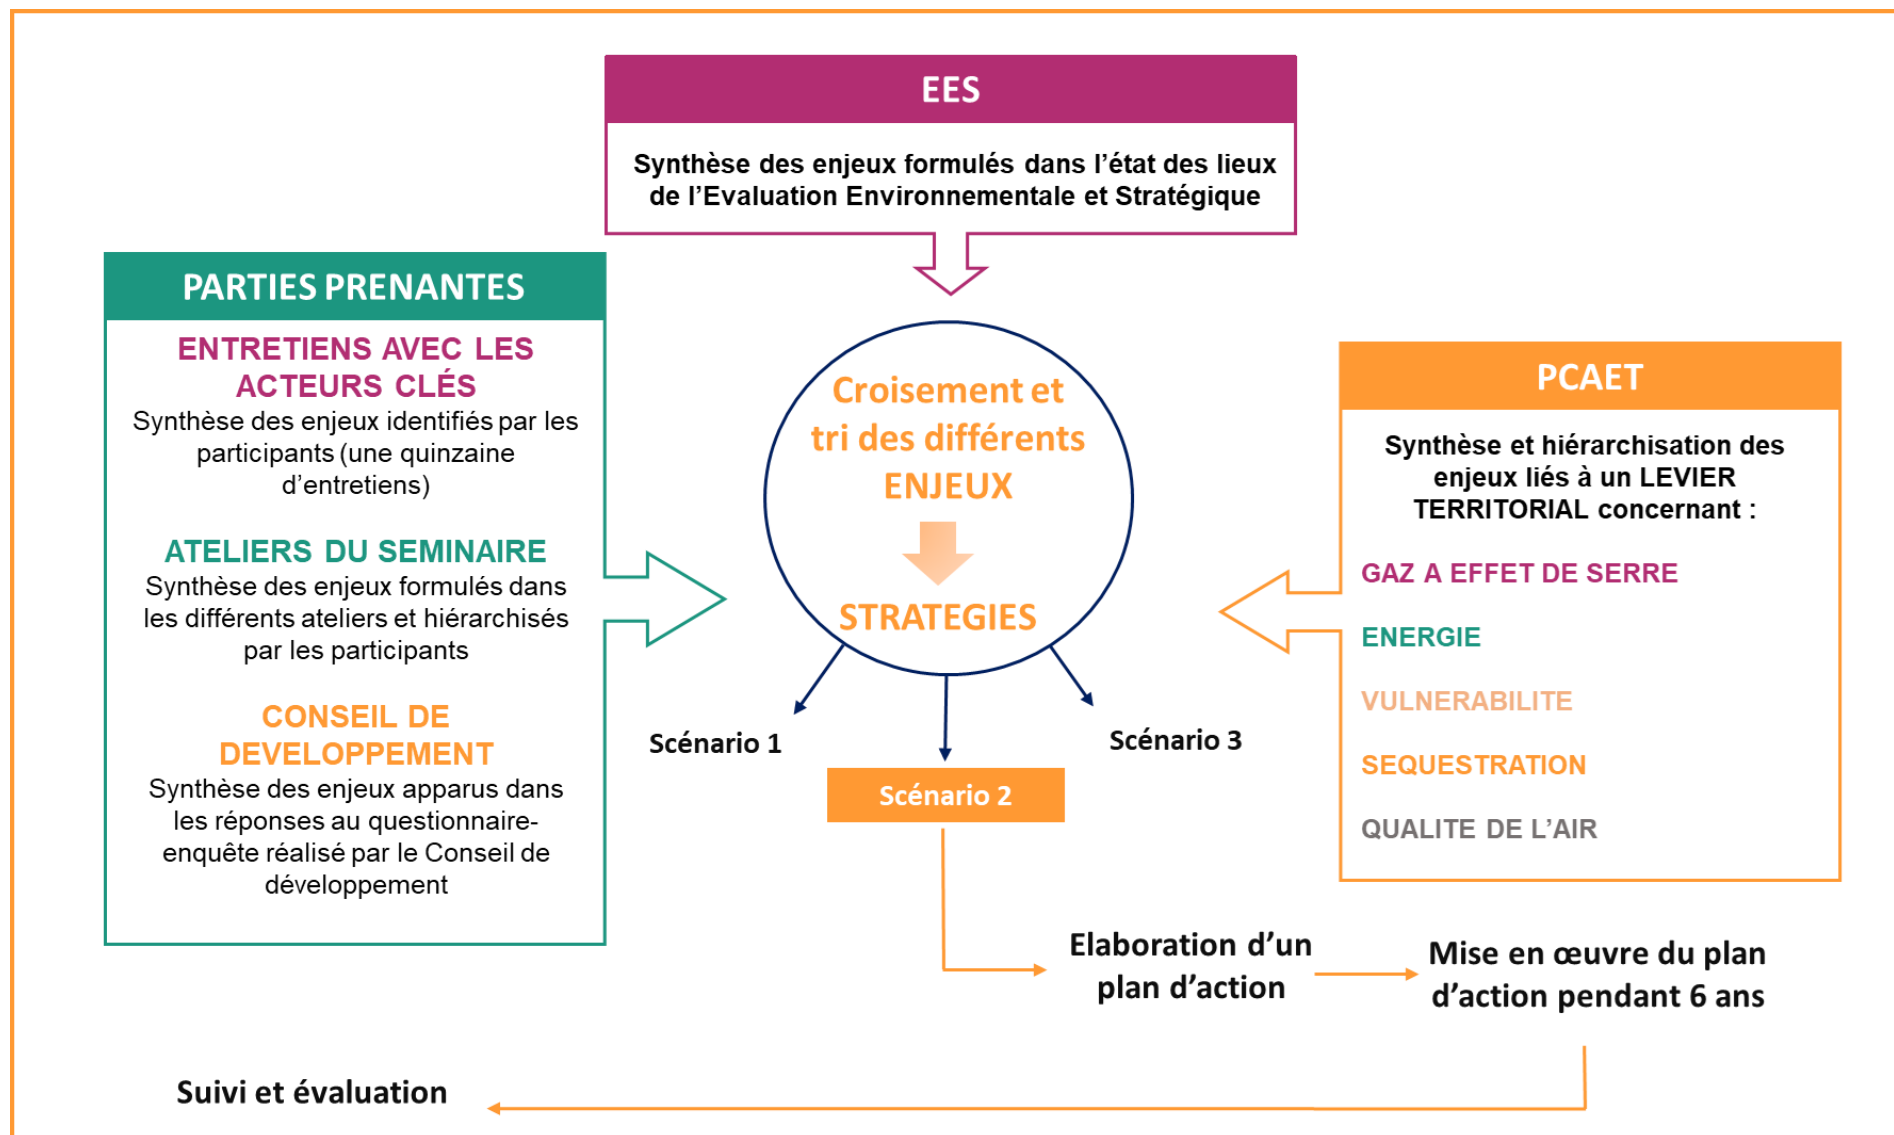 EES
Synthèse des enjeux formulés dans l’état des lieux
de l’Evaluation Environnementale et Stratégique
PARTIES PRENANTES
ENTRETIENS AVEC LES
ACTEURS CLÉS
Synthèse des enjeux identifiés par les
participants (une quinzaine
d’entretiens)
ATELIERS DU SEMINAIRE
Synthèse des enjeux formulés dans
les différents ateliers et hiérarchisés
par les participants
CONSEIL DE
DEVELOPPEMENT
Synthèse des enjeux apparus dans
les réponses au questionnaire-
enquête réalisé par le Conseil de
développement
Croisement et
tri des différents
ENJEUX
STRATEGIES
PCAET
Synthèse et hiérarchisation des
enjeux liés à un LEVIER
TERRITORIAL concernant :
GAZ A EFFET DE SERRE
ENERGIE
VULNERABILITE
SEQUESTRATION
QUALITE DE L’AIR
Scénario 1
Scénario 2
Scénario 3
Elaboration d’un
plan d’action
Mise en œuvre du plan
d’action pendant 6 ans
Suivi et évaluation